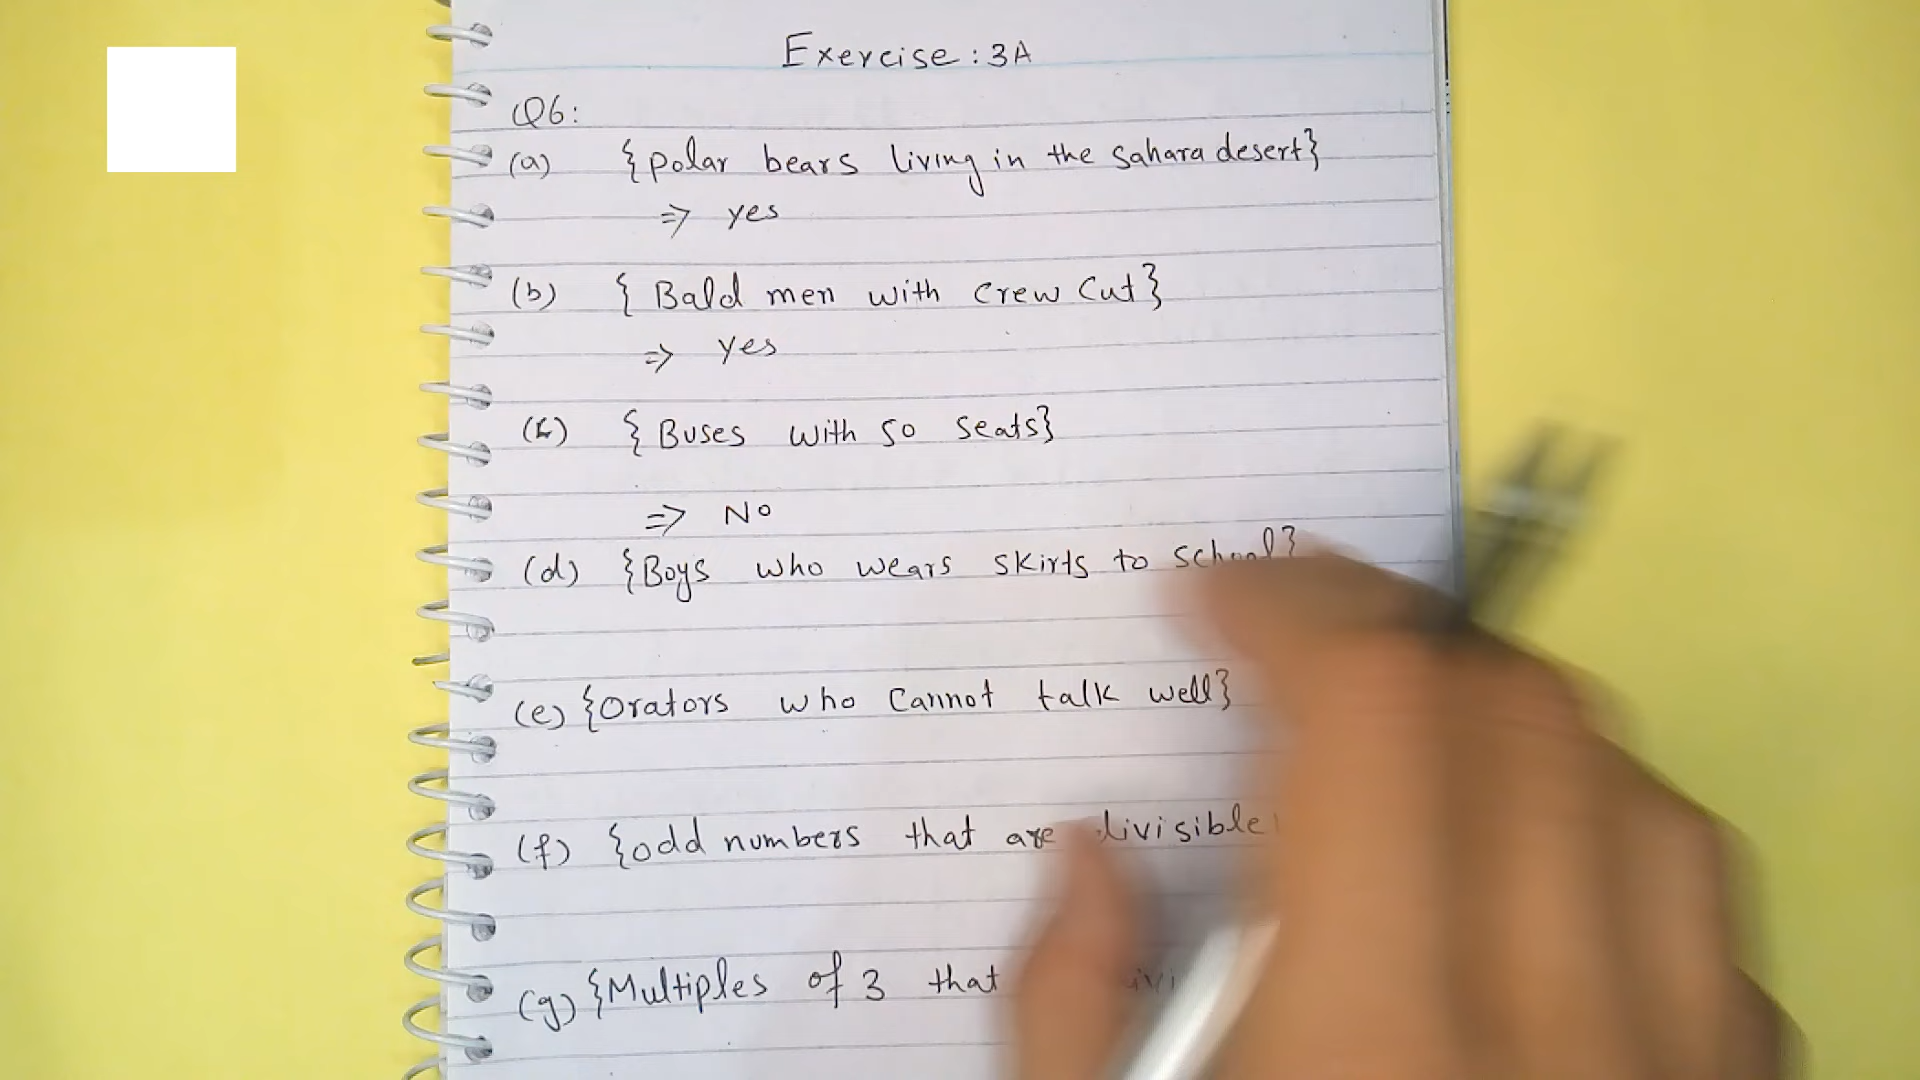 Exercise: 3A
Q6:
(a) {polar bears living in the sahara desert}
⇒ yes
(b) { Bald men with crew cut}
⇒ yes
(c) { Buses with 50 seats}
⇒ No
(d) {Boys who wears skirts to school}
(e) {Orators who cannot talk well}
(f) {odd numbers that are divisible
(g) {Multiples of 3 that